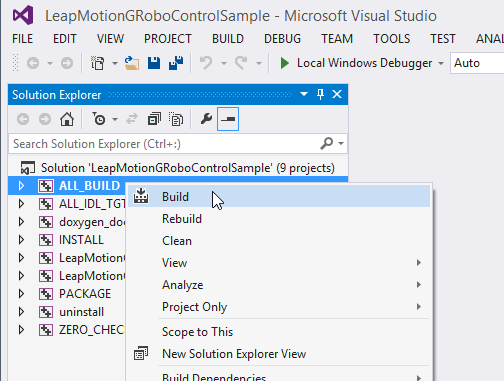 LeapMotionGRoboControlSample - Microsoft Visual Studio
FILE EDIT VIEW PROJECT BUILD DEBUG TEAM TOOLS TEST ANAL
Local Windows Debugger Auto
Solution Explorer
Search Solution Explorer (Ctrl+:)
Solution 'LeapMotionGRoboControlSample' (9 projects)
ALL_BUILD
Build
ALL_IDL_TGT
Rebuild
doxygen_doc
Clean
INSTALL
View
LeapMotionG
Analyze
LeapMotionG
Project Only
PACKAGE
uninstall
Scope to This
ZERO_CHEC
New Solution Explorer View
Build Dependencies